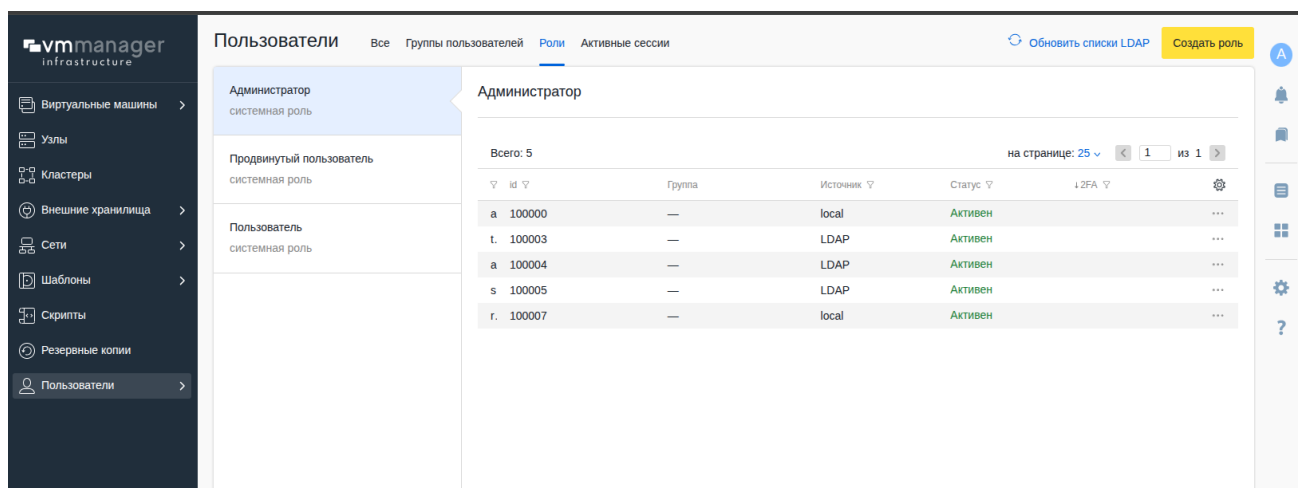 vmmanager
infrastructure
Виртуальные машины
Узлы
Кластеры
Внешние хранилища
Сети
Шаблоны
Скрипты
Резервные копии
Пользователи
Пользователи Все Группы пользователей Роли Активные сессии Обновить списки LDAP Создать роль
A
Администратор
системная роль
Продвинутый пользователь
системная роль
Пользователь
системная роль
Администратор
Всего: 5 на странице: 25 1 из 1
id Группа Источник Статус ↓2FA
a 100000 — local Активен ...
t. 100003 — LDAP Активен ...
a 100004 — LDAP Активен ...
s 100005 — LDAP Активен ...
r. 100007 — local Активен ...
?